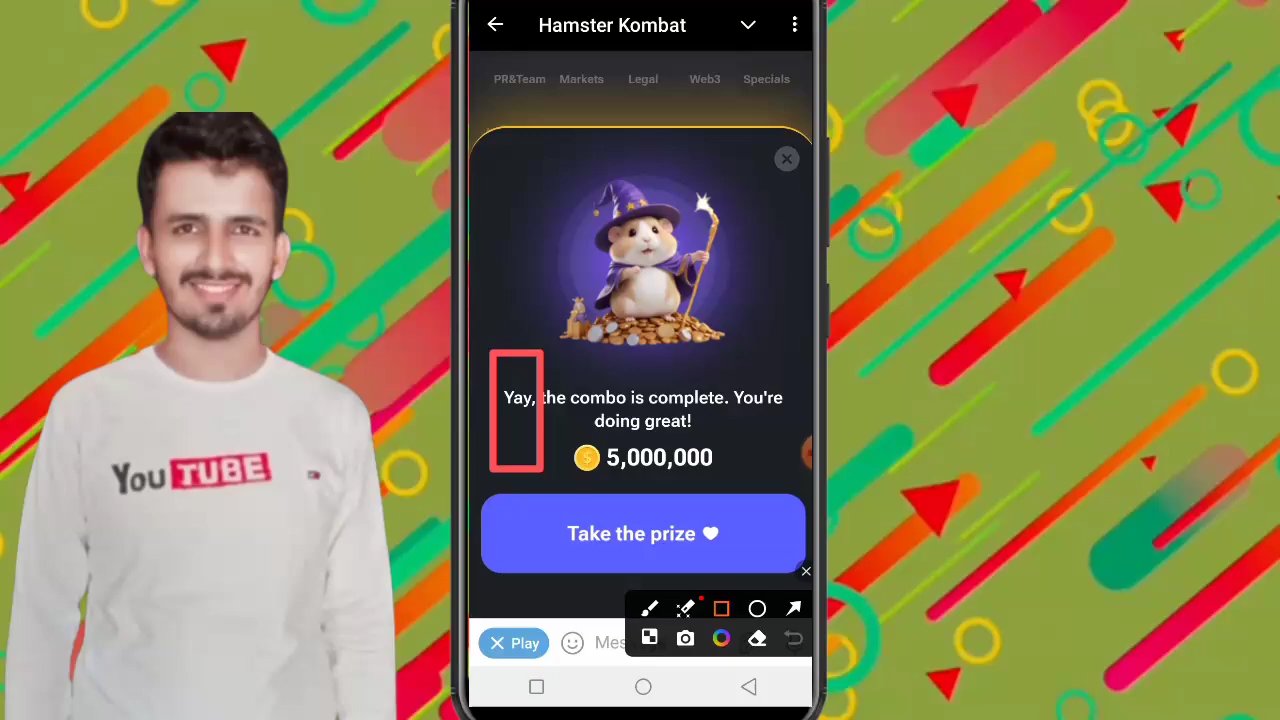 Hamster Kombat
PR&Team Markets Legal Web3 Specials
Yay, the combo is complete. You're
doing great!
5,000,000
Take the prize
Play
Mes
YouTUBE